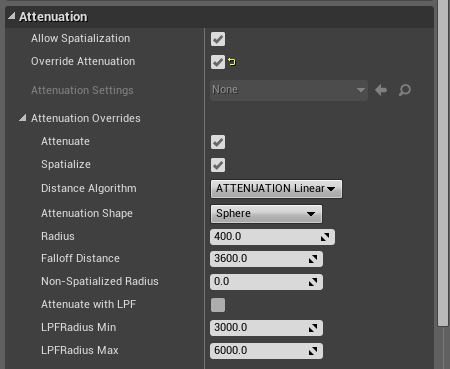 Attenuation
Allow Spatialization
Override Attenuation
Attenuation Settings None
Attenuation Overrides
Attenuate
Spatialize
Distance Algorithm ATTENUATION Linear
Attenuation Shape Sphere
Radius 400.0
Falloff Distance 3600.0
Non-Spatialized Radius 0.0
Attenuate with LPF
LPFRadius Min 3000.0
LPFRadius Max 6000.0